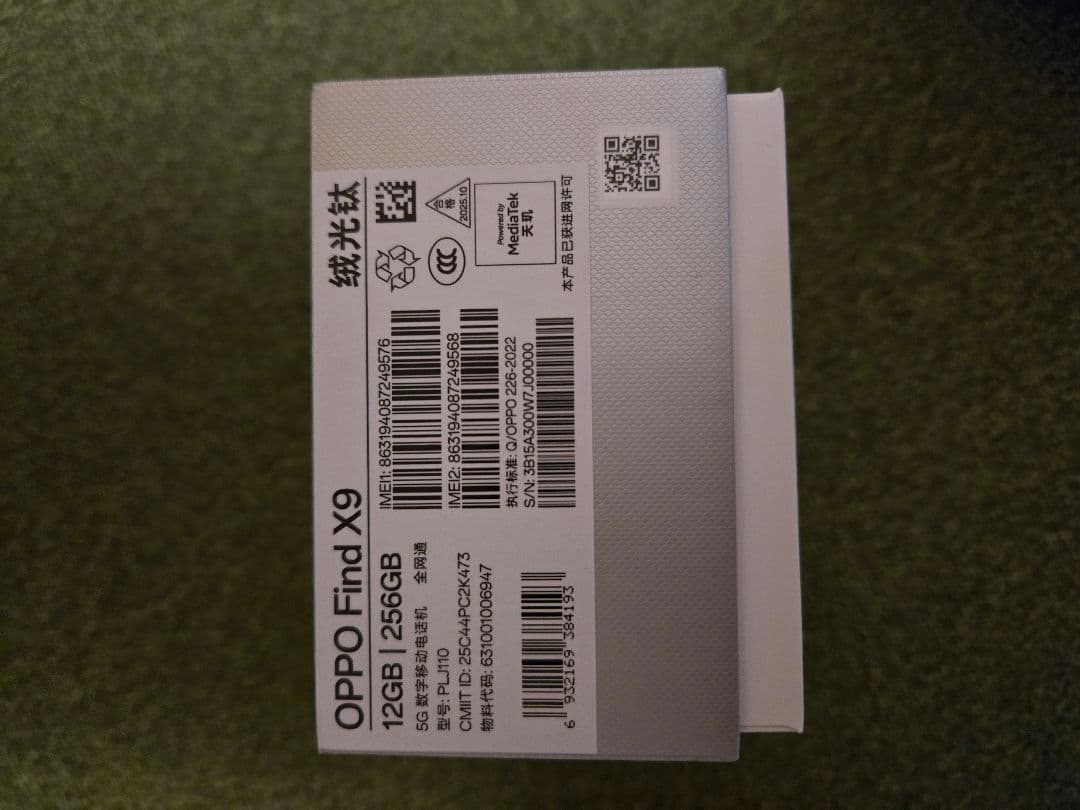 OPPO Find X9
绒光钛
12GB | 256GB
5G 数字移动电话机 全网通
型号: PLJ110
CMIIT ID: 25C44PC2K473
物料代码: 631001006947
6 932169 384193
IMEI1: 863194087249576
IMEI2: 863194087249568
执行标准: Q/OPPO 226-2022
S/N: 3B15A300W7J00000
合格
2025.10
CCC
Powered by
MediaTek
天玑
本产品已获进网许可